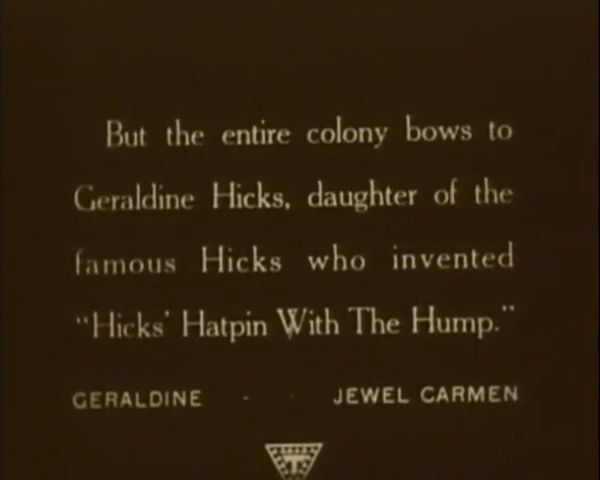 But the entire colony bows to
Geraldine Hicks, daughter of the
famous Hicks who invented
"Hicks' Hatpin With The Hump."
GERALDINE - - JEWEL CARMEN
T